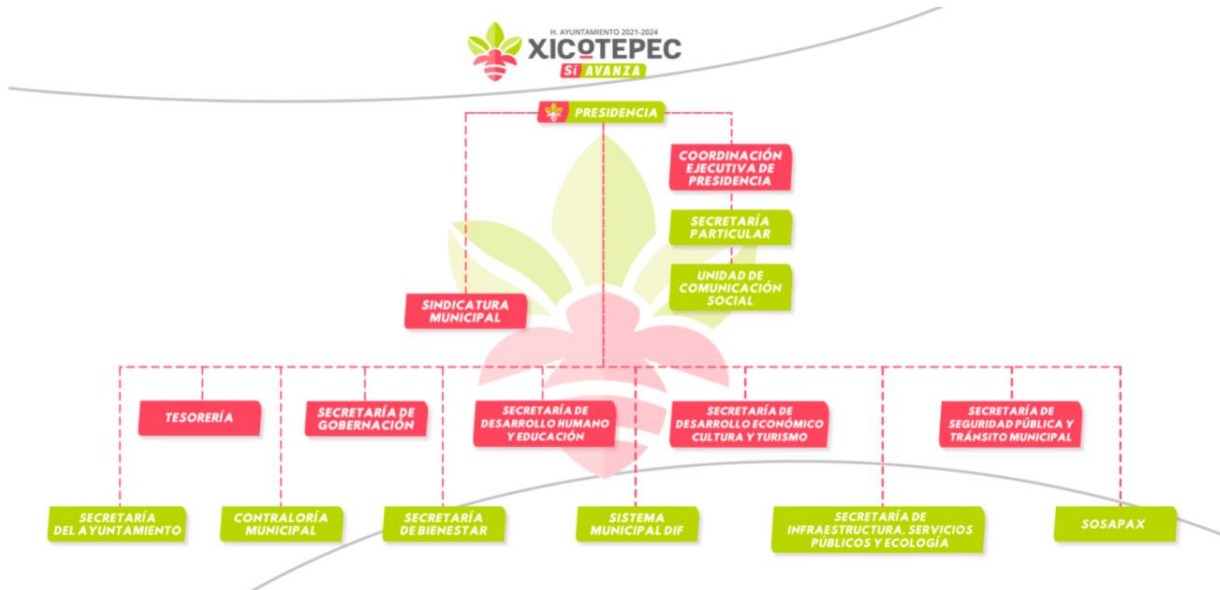 H. AYUNTAMIENTO 2021-2024
XICOTEPEC
Sí AVANZA
PRESIDENCIA
COORDINACIÓN
EJECUTIVA DE
PRESIDENCIA
SECRETARÍA
PARTICULAR
UNIDAD DE
COMUNICACIÓN
SOCIAL
SINDICATURA
MUNICIPAL
TESORERÍA
SECRETARÍA DE
GOBERNACIÓN
SECRETARÍA DE
DESARROLLO HUMANO
Y EDUCACIÓN
SECRETARÍA DE
DESARROLLO ECONÓMICO
CULTURA Y TURISMO
SECRETARÍA DE
SEGURIDAD PÚBLICA Y
TRÁNSITO MUNICIPAL
SECRETARÍA
DEL AYUNTAMIENTO
CONTRALORÍA
MUNICIPAL
SECRETARÍA
DE BIENESTAR
SISTEMA
MUNICIPAL DIF
SECRETARÍA DE
INFRAESTRUCTURA, SERVICIOS
PÚBLICOS Y ECOLOGÍA
SOSAPAX